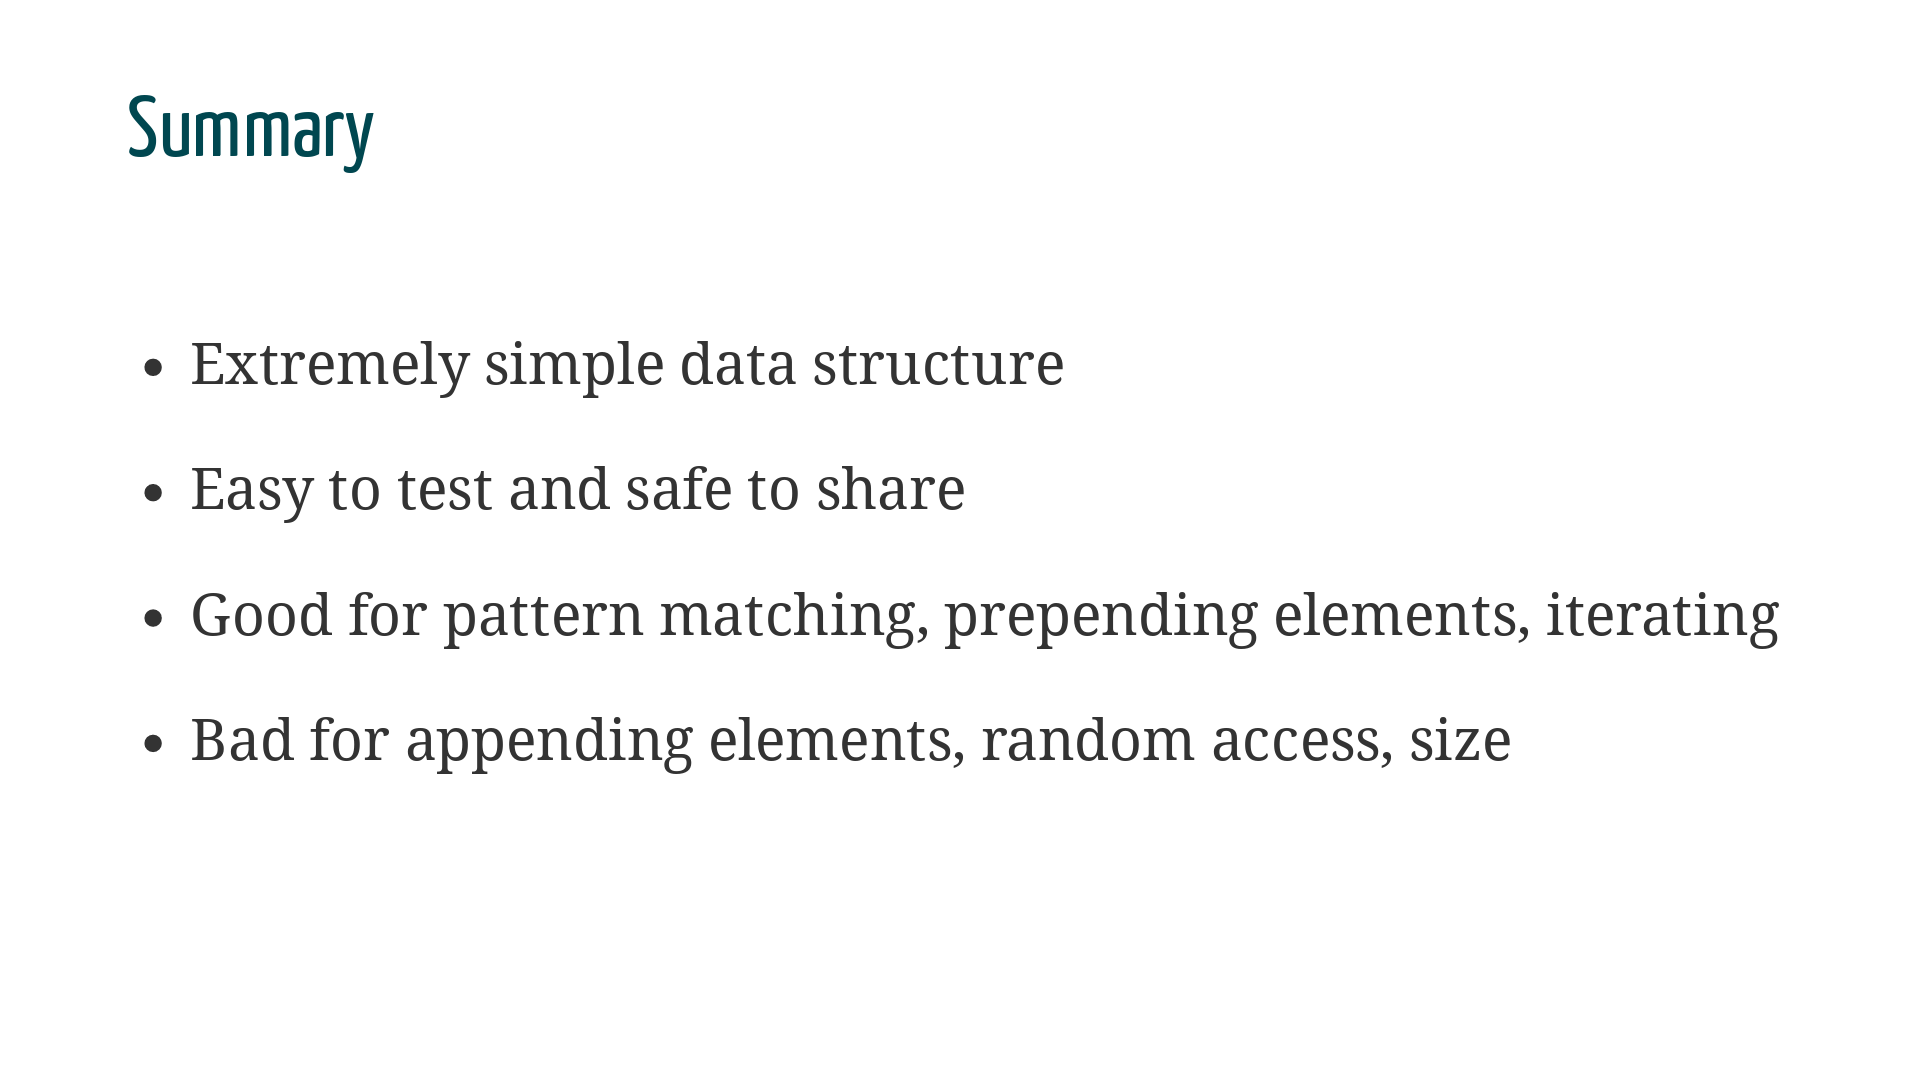 Summary
• Extremely simple data structure
• Easy to test and safe to share
• Good for pattern matching, prepending elements, iterating
• Bad for appending elements, random access, size